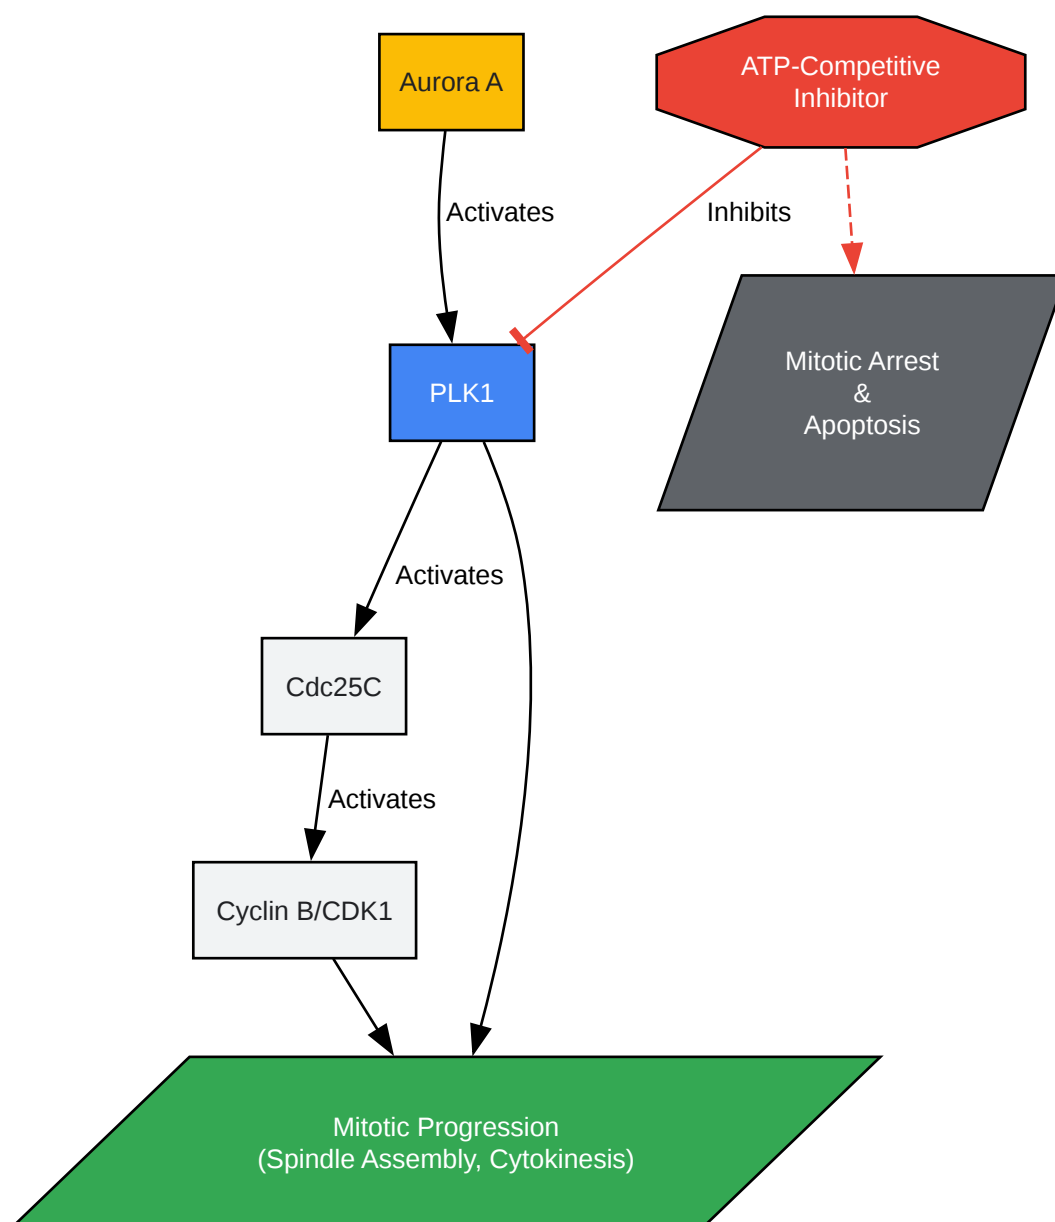 Aurora A
ATP-Competitive
Inhibitor
Activates
Inhibits
PLK1
Mitotic Arrest
&
Apoptosis
Activates
Cdc25C
Activates
Cyclin B/CDK1
Mitotic Progression
(Spindle Assembly, Cytokinesis)